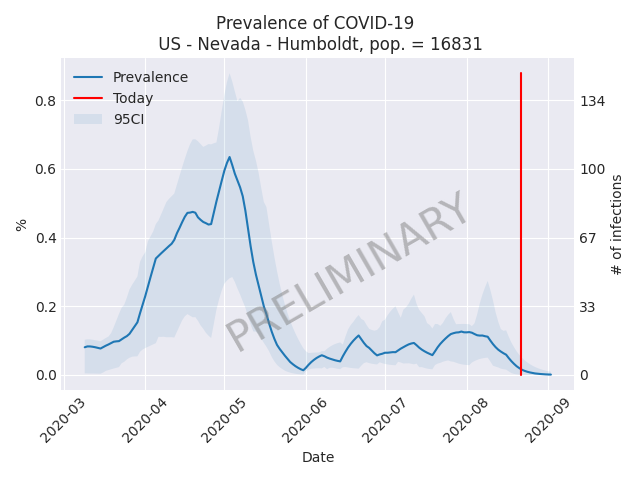 Prevalence of COVID-19
US - Nevada - Humboldt, pop. = 16831
Prevalence
Today
95CI
0.8
0.6
0.4
0.2
0.0
%
134
100
67
33
0
# of infections
PRELIMINARY
2020-03
2020-04
2020-05
2020-06
2020-07
2020-08
2020-09
Date